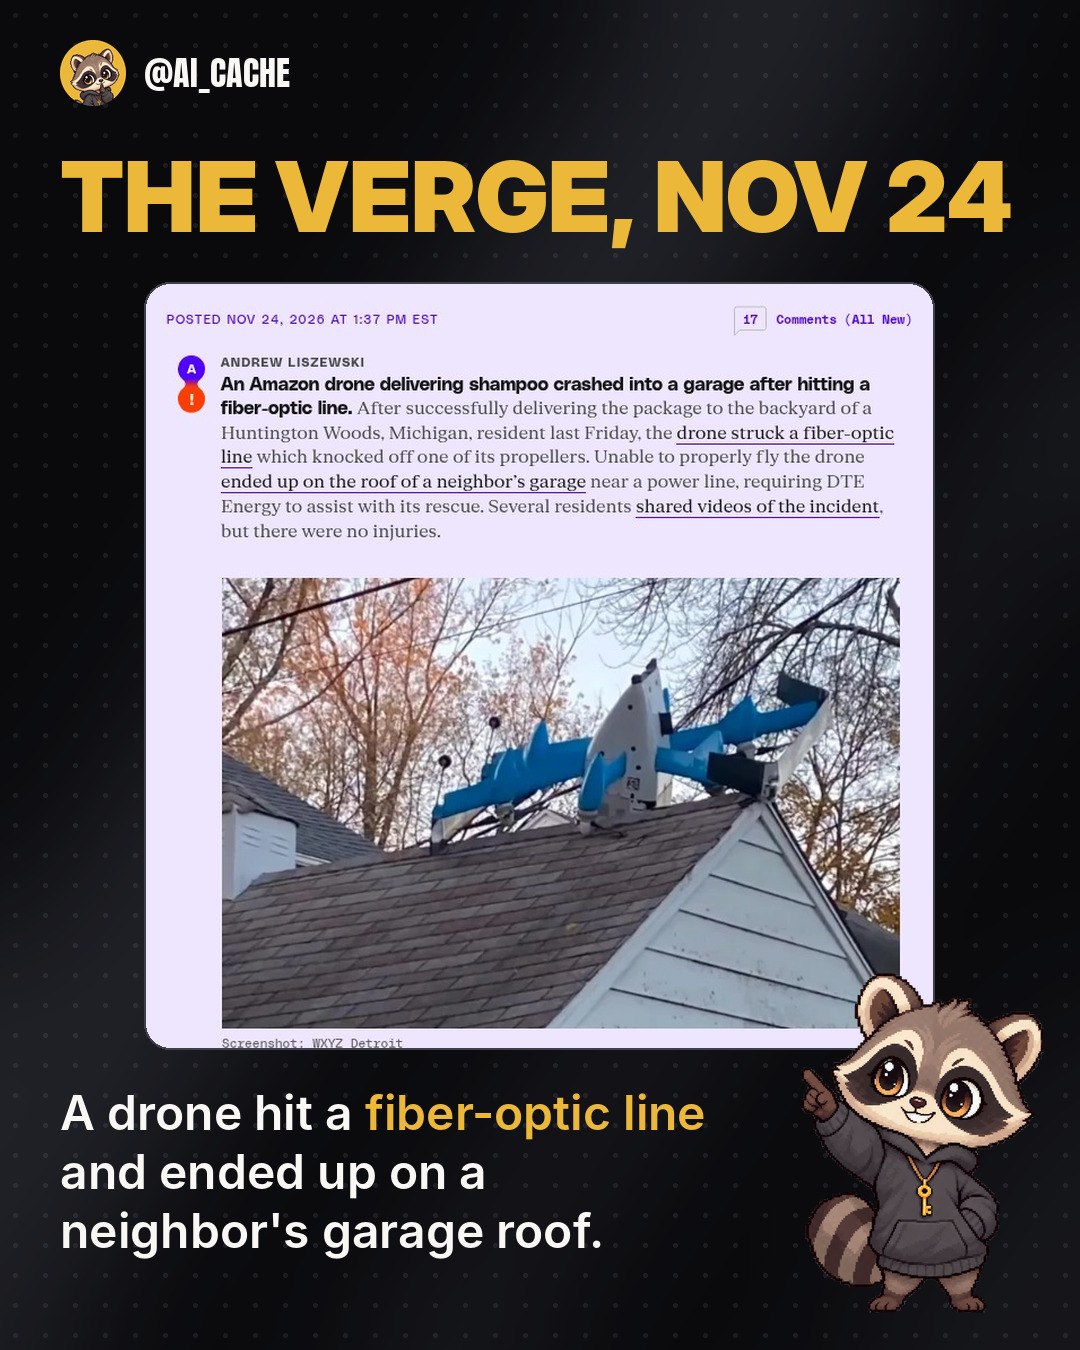 @AI_CACHE
THE VERGE, NOV 24
POSTED NOV 24, 2026 AT 1:37 PM EST
17 Comments (All New)
A
!
ANDREW LISZEWSKI
An Amazon drone delivering shampoo crashed into a garage after hitting a
fiber-optic line. After successfully delivering the package to the backyard of a
Huntington Woods, Michigan, resident last Friday, the drone struck a fiber-optic
line which knocked off one of its propellers. Unable to properly fly the drone
ended up on the roof of a neighbor’s garage near a power line, requiring DTE
Energy to assist with its rescue. Several residents shared videos of the incident,
but there were no injuries.
Screenshot: WXYZ Detroit
A drone hit a fiber-optic line
and ended up on a
neighbor's garage roof.